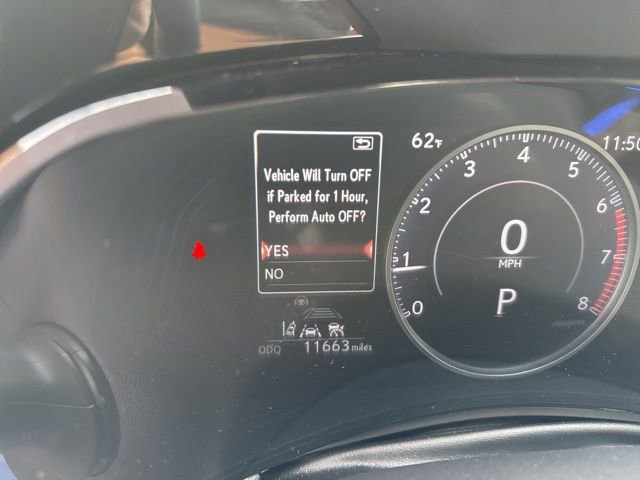 62°F
11:50
Vehicle Will Turn OFF
if Parked for 1 Hour,
Perform Auto OFF?
YES
NO
0
1
2
3
4
5
6
7
8
0
MPH
P
ODO 11663 miles